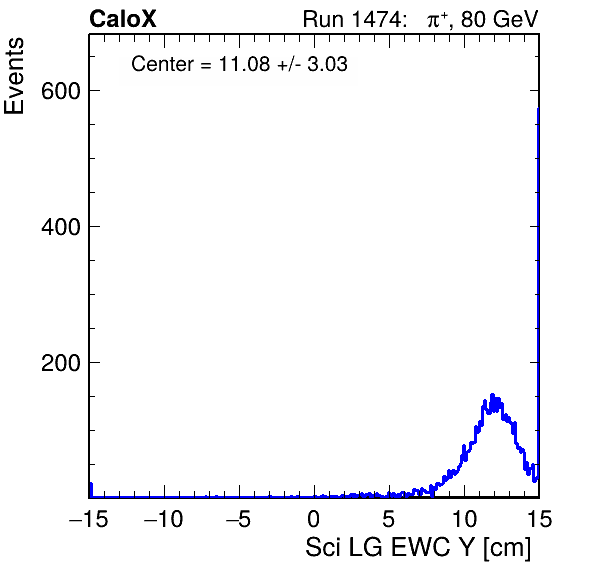 CaloX Run 1474: π+, 80 GeV
Center = 11.08 +/- 3.03
Events
600
400
200
−15 −10 −5 0 5 10 15
Sci LG EWC Y [cm]